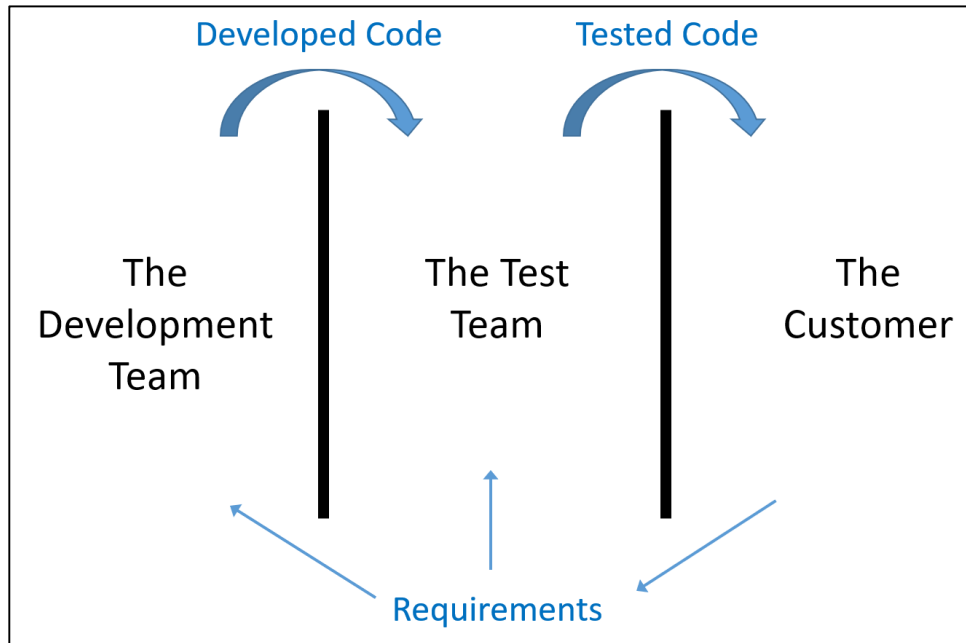 Developed Code
Tested Code
The
Development
Team
The Test
Team
The
Customer
Requirements